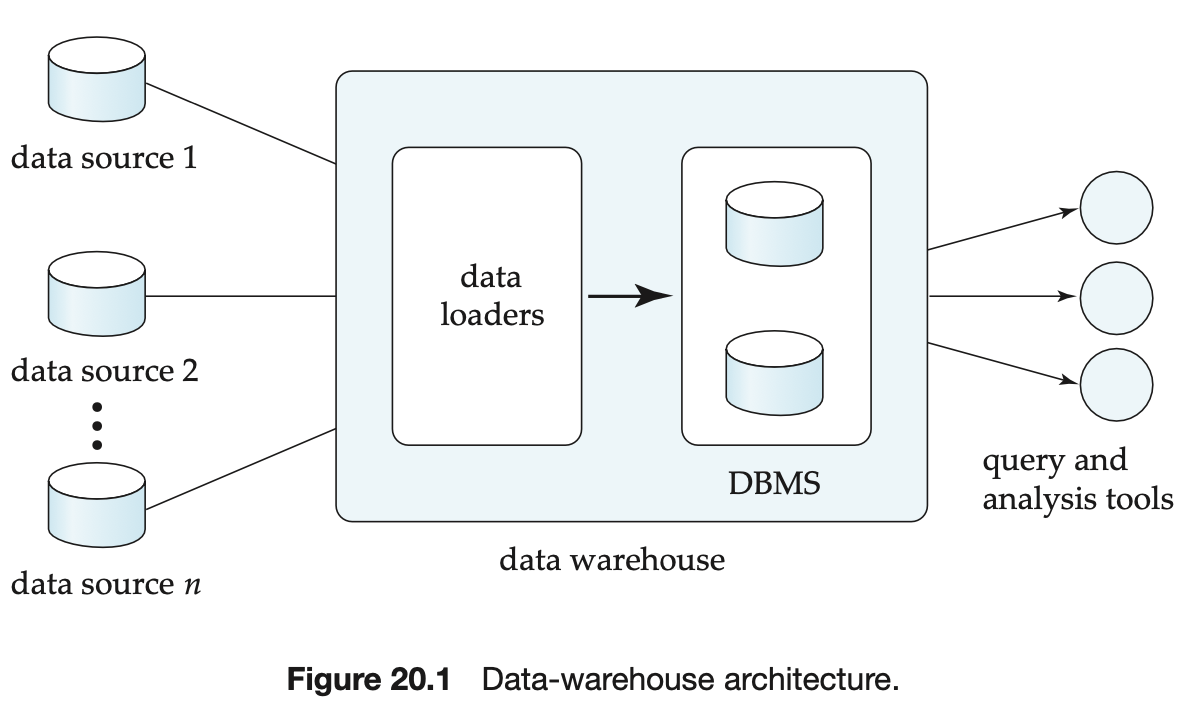 data source 1
data source 2
data source n
data
loaders
DBMS
data warehouse
query and
analysis tools
Figure 20.1 Data-warehouse architecture.